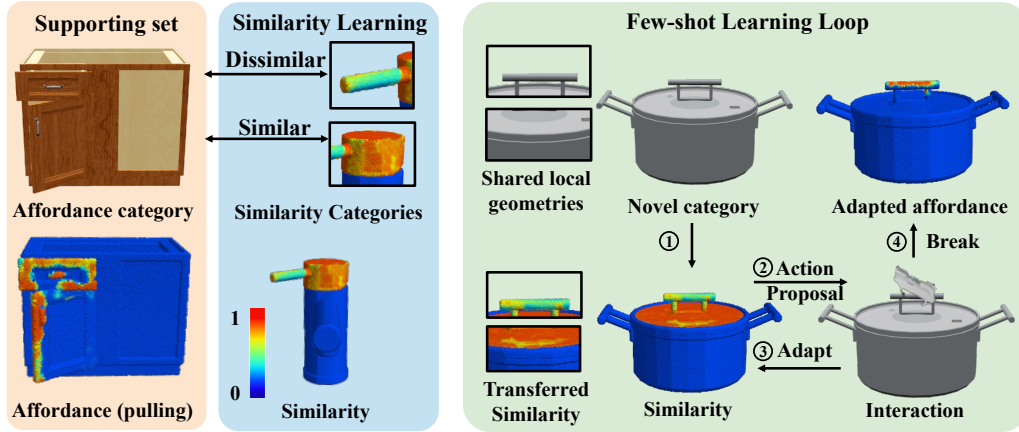 Supporting set
Affordance category
Affordance (pulling)
Similarity Learning
Dissimilar
Similar
Similarity Categories
1
0
Similarity
Few-shot Learning Loop
Shared local
geometries
Novel category
Adapted affordance
①
② Action
Proposal
④ Break
③ Adapt
Transferred
Similarity
Similarity
Interaction